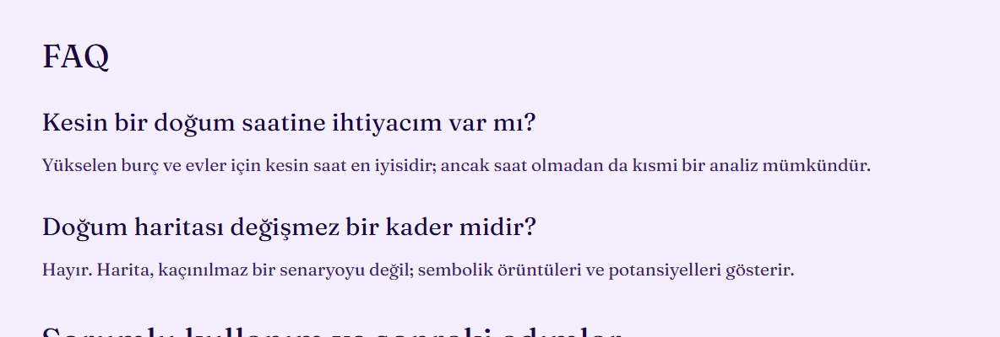 FAQ
Kesin bir doğum saatine ihtiyacım var mı?
Yükselen burç ve evler için kesin saat en iyisidir; ancak saat olmadan da kısmi bir analiz mümkündür.
Doğum haritası değişmez bir kader midir?
Hayır. Harita, kaçınılmaz bir senaryoyu değil; sembolik örüntüleri ve potansiyelleri gösterir.
Sorumlu kullanım ve sonraki adımlar